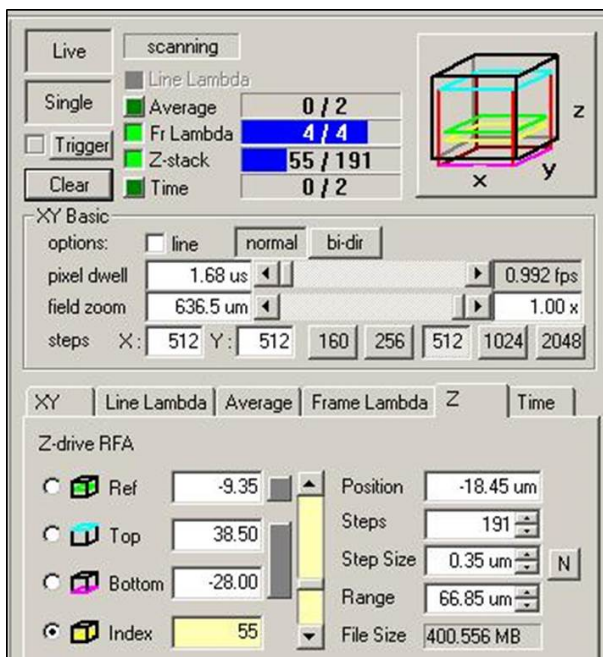 Live
scanning
Line Lambda
Single
Average 0 / 2
Fr Lambda 4 / 4
Trigger
Z-stack 55 / 191
Clear
Time 0 / 2
z
x
y
XY Basic
options: line normal bi-dir
pixel dwell 1.68 us 0.992 fps
field zoom 636.5 um 1.00 x
steps X: 512 Y: 512 160 256 512 1024 2048
XY Line Lambda Average Frame Lambda Z Time
Z-drive RFA
Ref -9.35 Position -18.45 um
Top 38.50 Steps 191
Step Size 0.35 um N
Bottom -28.00 Range 66.85 um
Index 55 File Size 400.556 MB